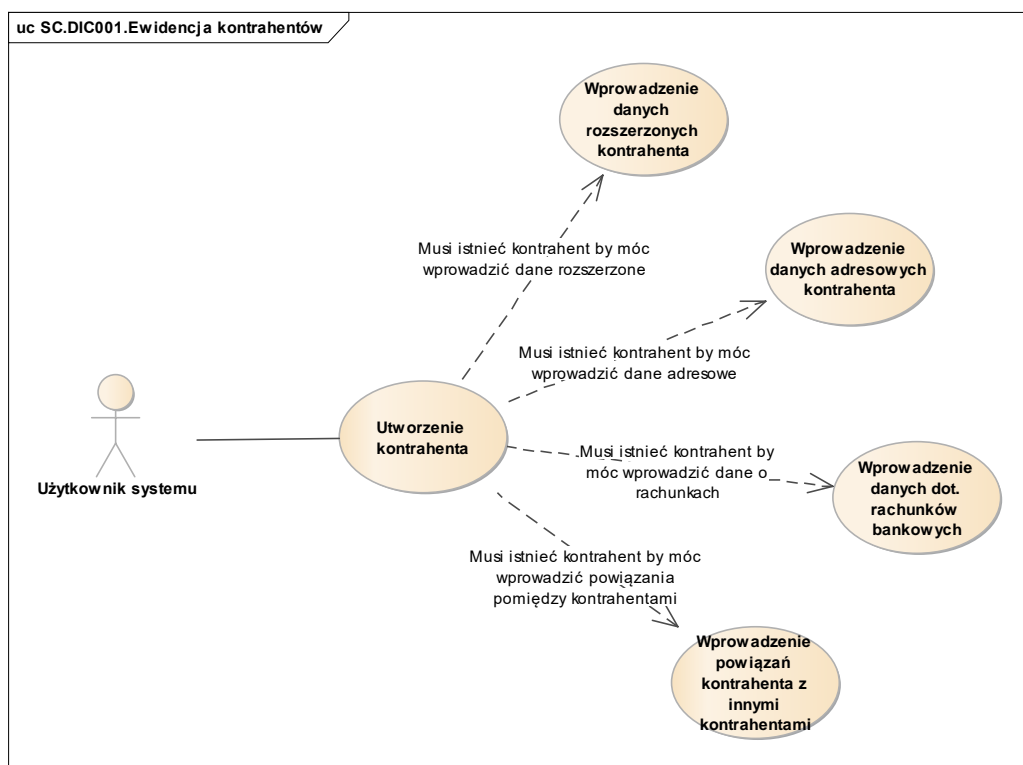 uc SC.DIC001.Ewidencja kontrahentów
Wprowadzenie
danych
rozszerzonych
kontrahenta
Musi istnieć kontrahent by móc
wprowadzić dane rozszerzone
Wprowadzenie
danych adresowych
kontrahenta
Musi istnieć kontrahent by móc
wprowadzić dane adresowe
Utworzenie
kontrahenta
Użytkownik systemu
Musi istnieć kontrahent by
móc wprowadzić dane o
rachunkach
Wprowadzenie
danych dot.
rachunków
bankowych
Musi istnieć kontrahent by móc
wprowadzić powiązania
pomiędzy kontrahentami
Wprowadzenie
powiązań
kontrahenta z
innymi
kontrahentami